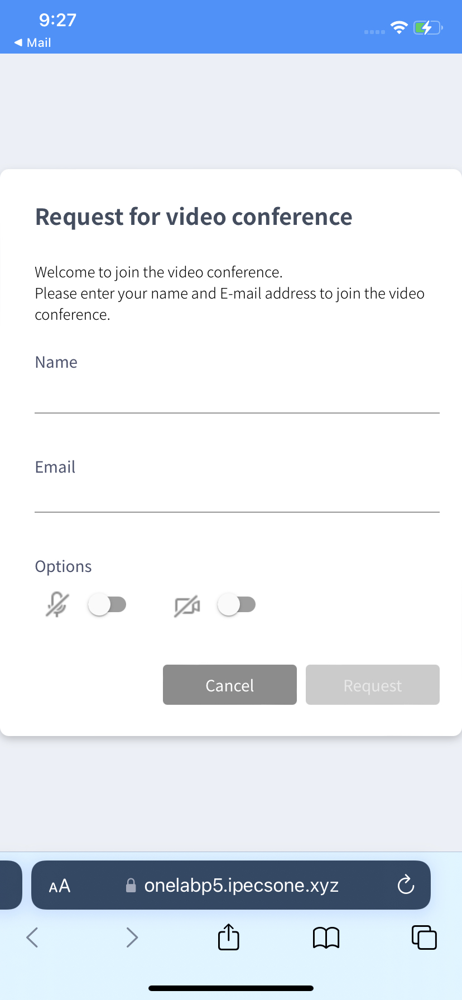 9:27
◀ Mail
Request for video conference
Welcome to join the video conference.
Please enter your name and E-mail address to join the video
conference.
Name
Email
Options
Cancel
Request
AA
onelabp5.ipecsone.xyz